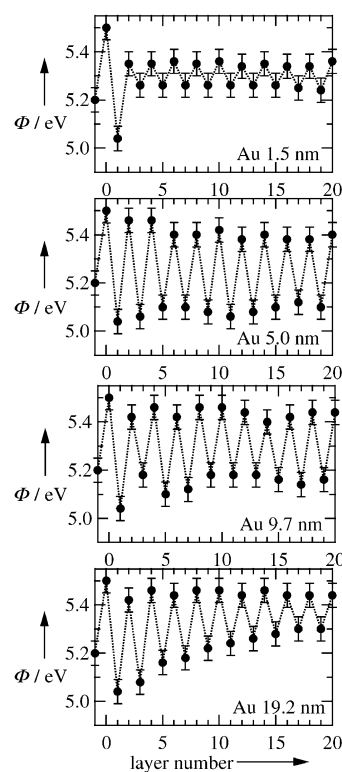 5.4
5.2
5.0
Φ / eV
Au 1.5 nm
0 5 10 15 20
5.4
5.2
5.0
Φ / eV
Au 5.0 nm
0 5 10 15 20
5.4
5.2
5.0
Φ / eV
Au 9.7 nm
0 5 10 15 20
5.4
5.2
5.0
Φ / eV
Au 19.2 nm
0 5 10 15 20
layer number